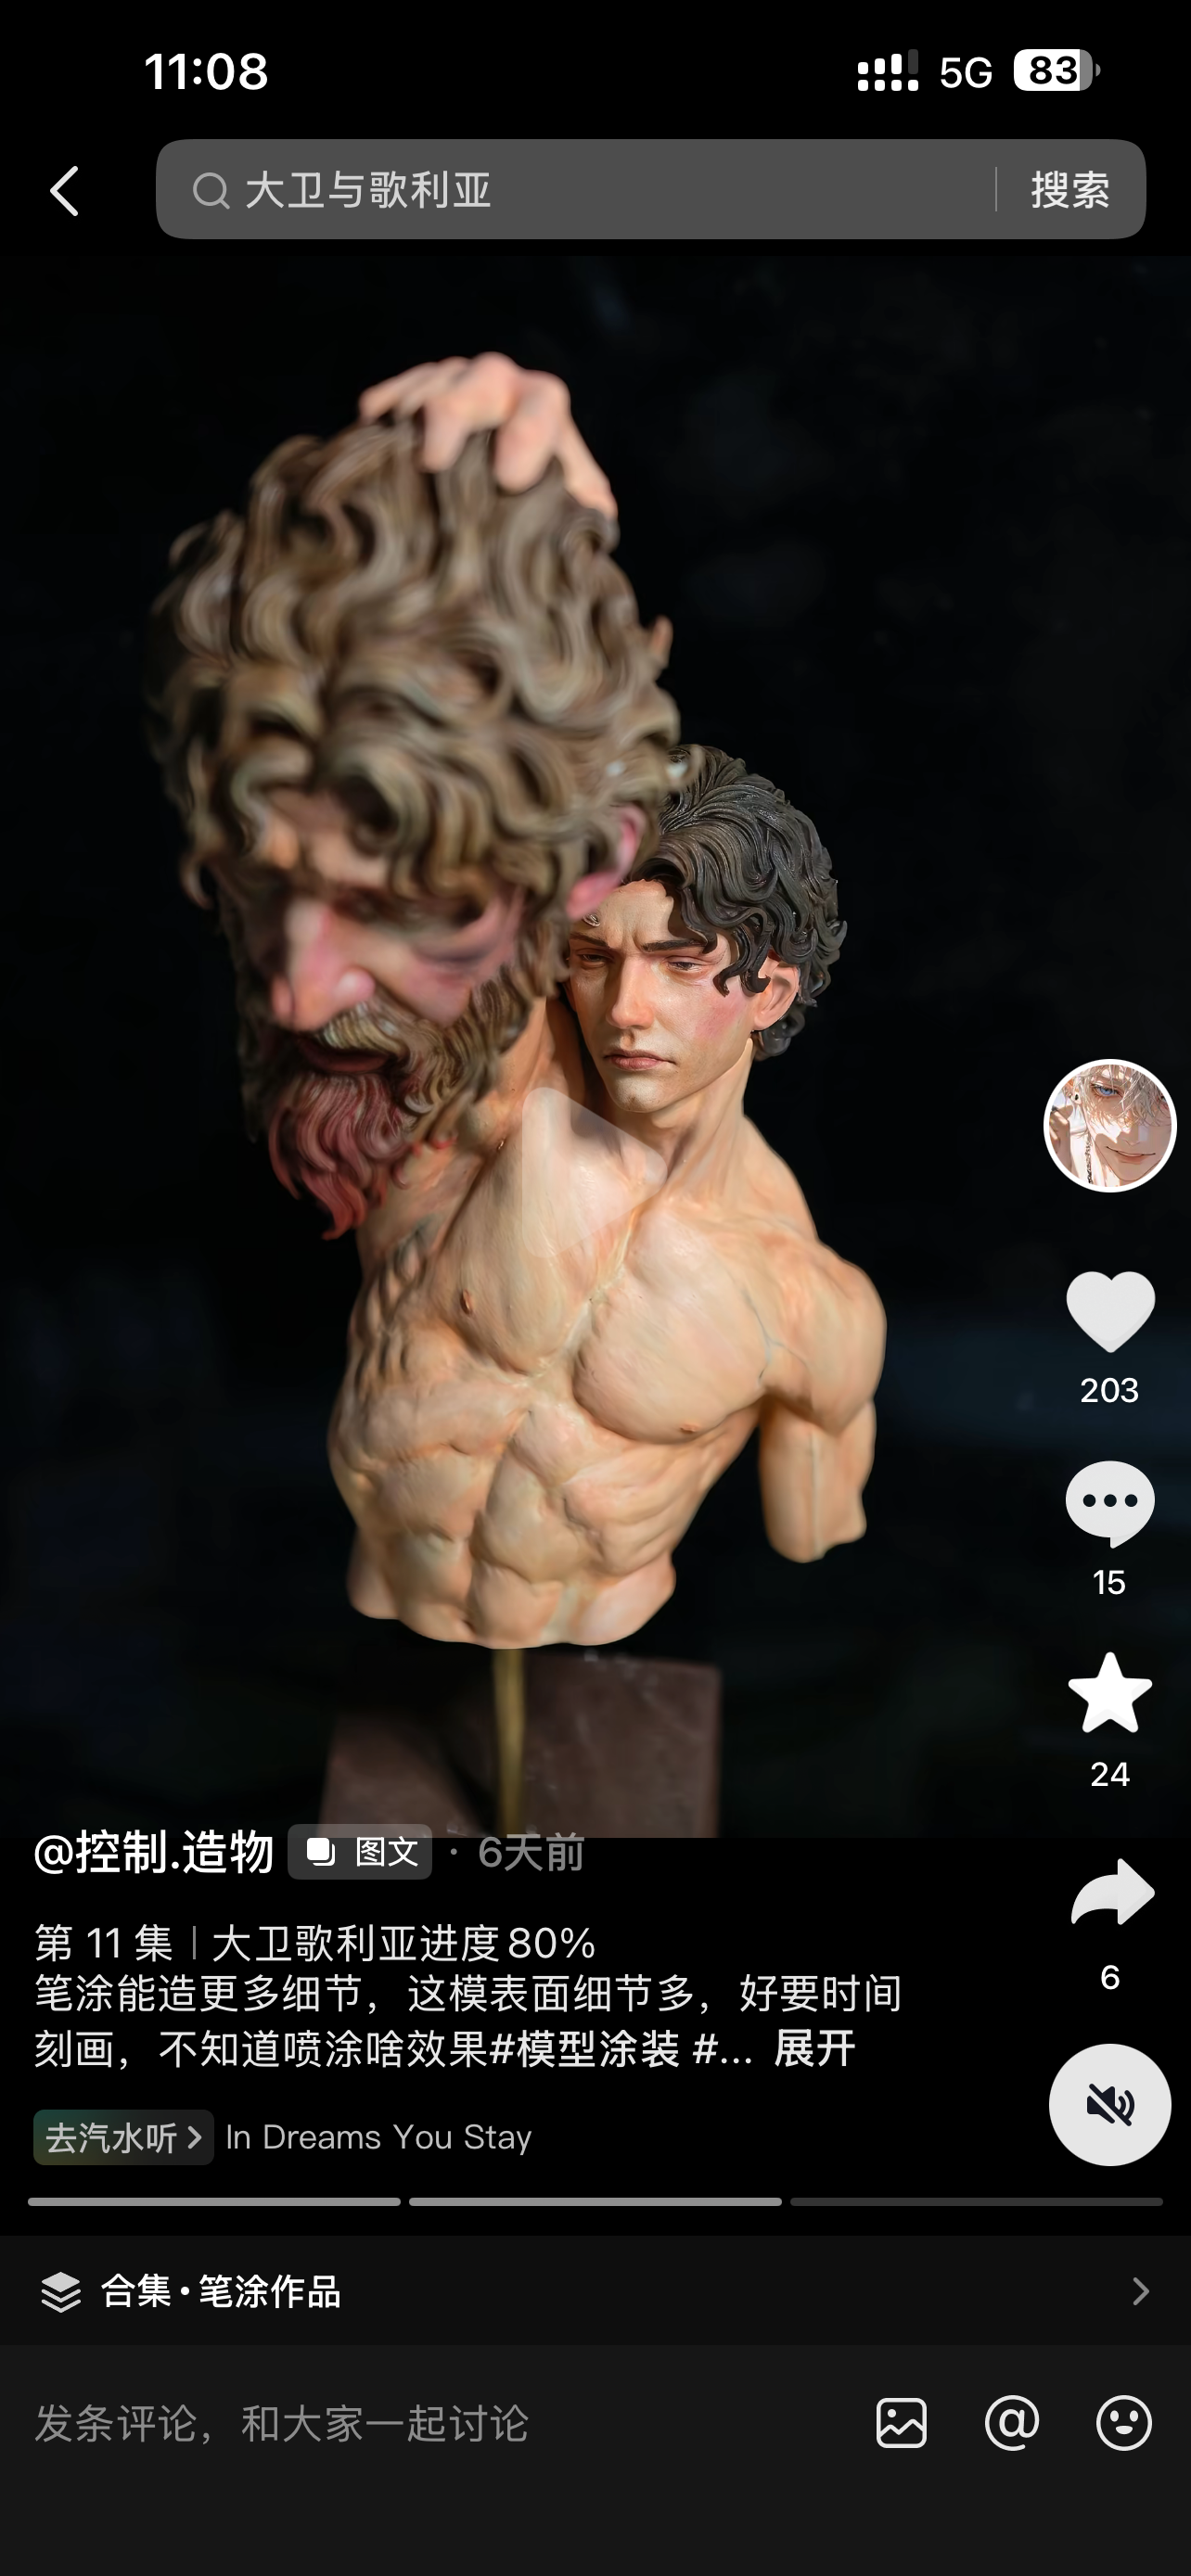 11:08
5G 83
大卫与歌利亚 搜索
203
15
24
6
@控制.造物 图文 · 6天前
第 11 集 | 大卫歌利亚进度80%
笔涂能造更多细节，这模表面细节多，好要时间
刻画，不知道喷涂啥效果#模型涂装 #... 展开
去汽水听 > In Dreams You Stay
合集·笔涂作品
发条评论，和大家一起讨论